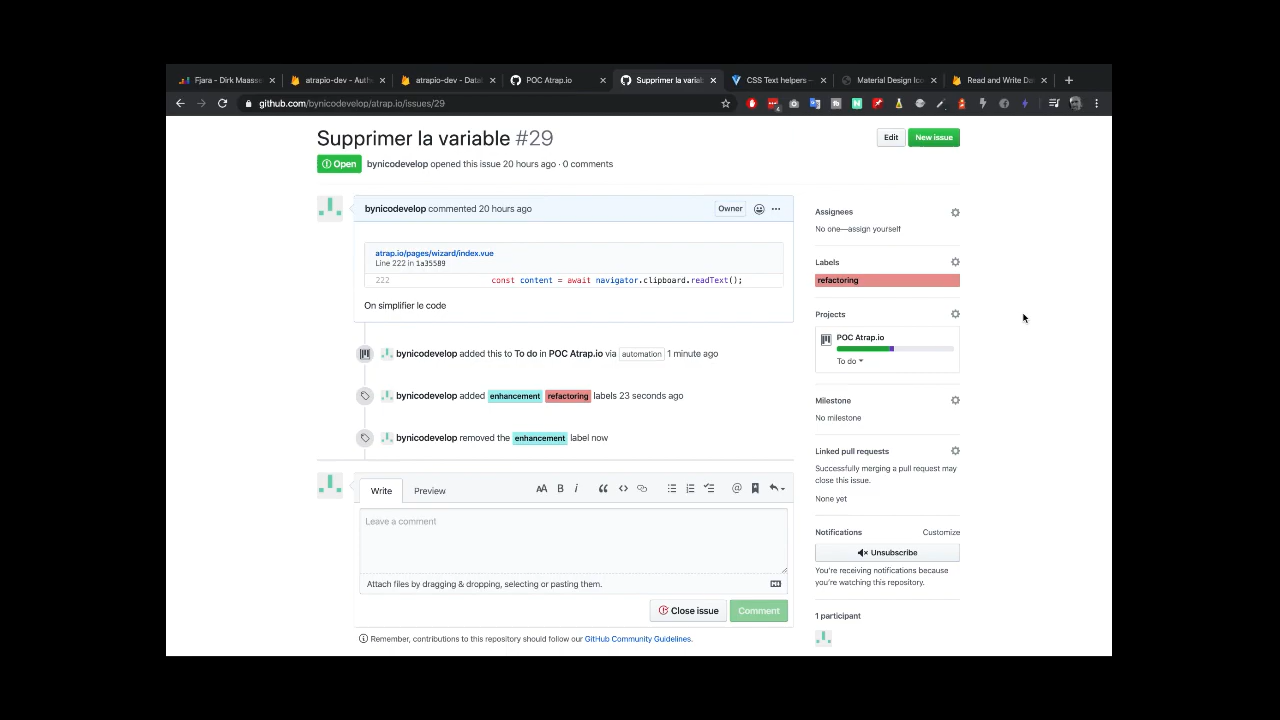 Fjara - Dirk Maass
atrapio-dev - Auth
atrapio-dev - Data
POC Atrap.io
Supprimer la variab
CSS Text helpers —
Material Design Ico
Read and Write Da
github.com/bynicodevelop/atrap.io/issues/29
Supprimer la variable #29
Edit
New issue
Open
bynicodevelop opened this issue 20 hours ago · 0 comments
bynicodevelop commented 20 hours ago
Owner
atrap.io/pages/wizard/index.vue
Line 222 in 1a35589
222 const content = await navigator.clipboard.readText();
On simplifier le code
bynicodevelop added this to To do in POC Atrap.io via automation 1 minute ago
bynicodevelop added enhancement refactoring labels 23 seconds ago
bynicodevelop removed the enhancement label now
Write
Preview
AA B i
Leave a comment
Attach files by dragging & dropping, selecting or pasting them.
Close issue
Comment
Remember, contributions to this repository should follow our GitHub Community Guidelines.
Assignees
No one—assign yourself
Labels
refactoring
Projects
POC Atrap.io
To do
Milestone
No milestone
Linked pull requests
Successfully merging a pull request may
close this issue.
None yet
Notifications
Customize
Unsubscribe
You're receiving notifications because
you're watching this repository.
1 participant